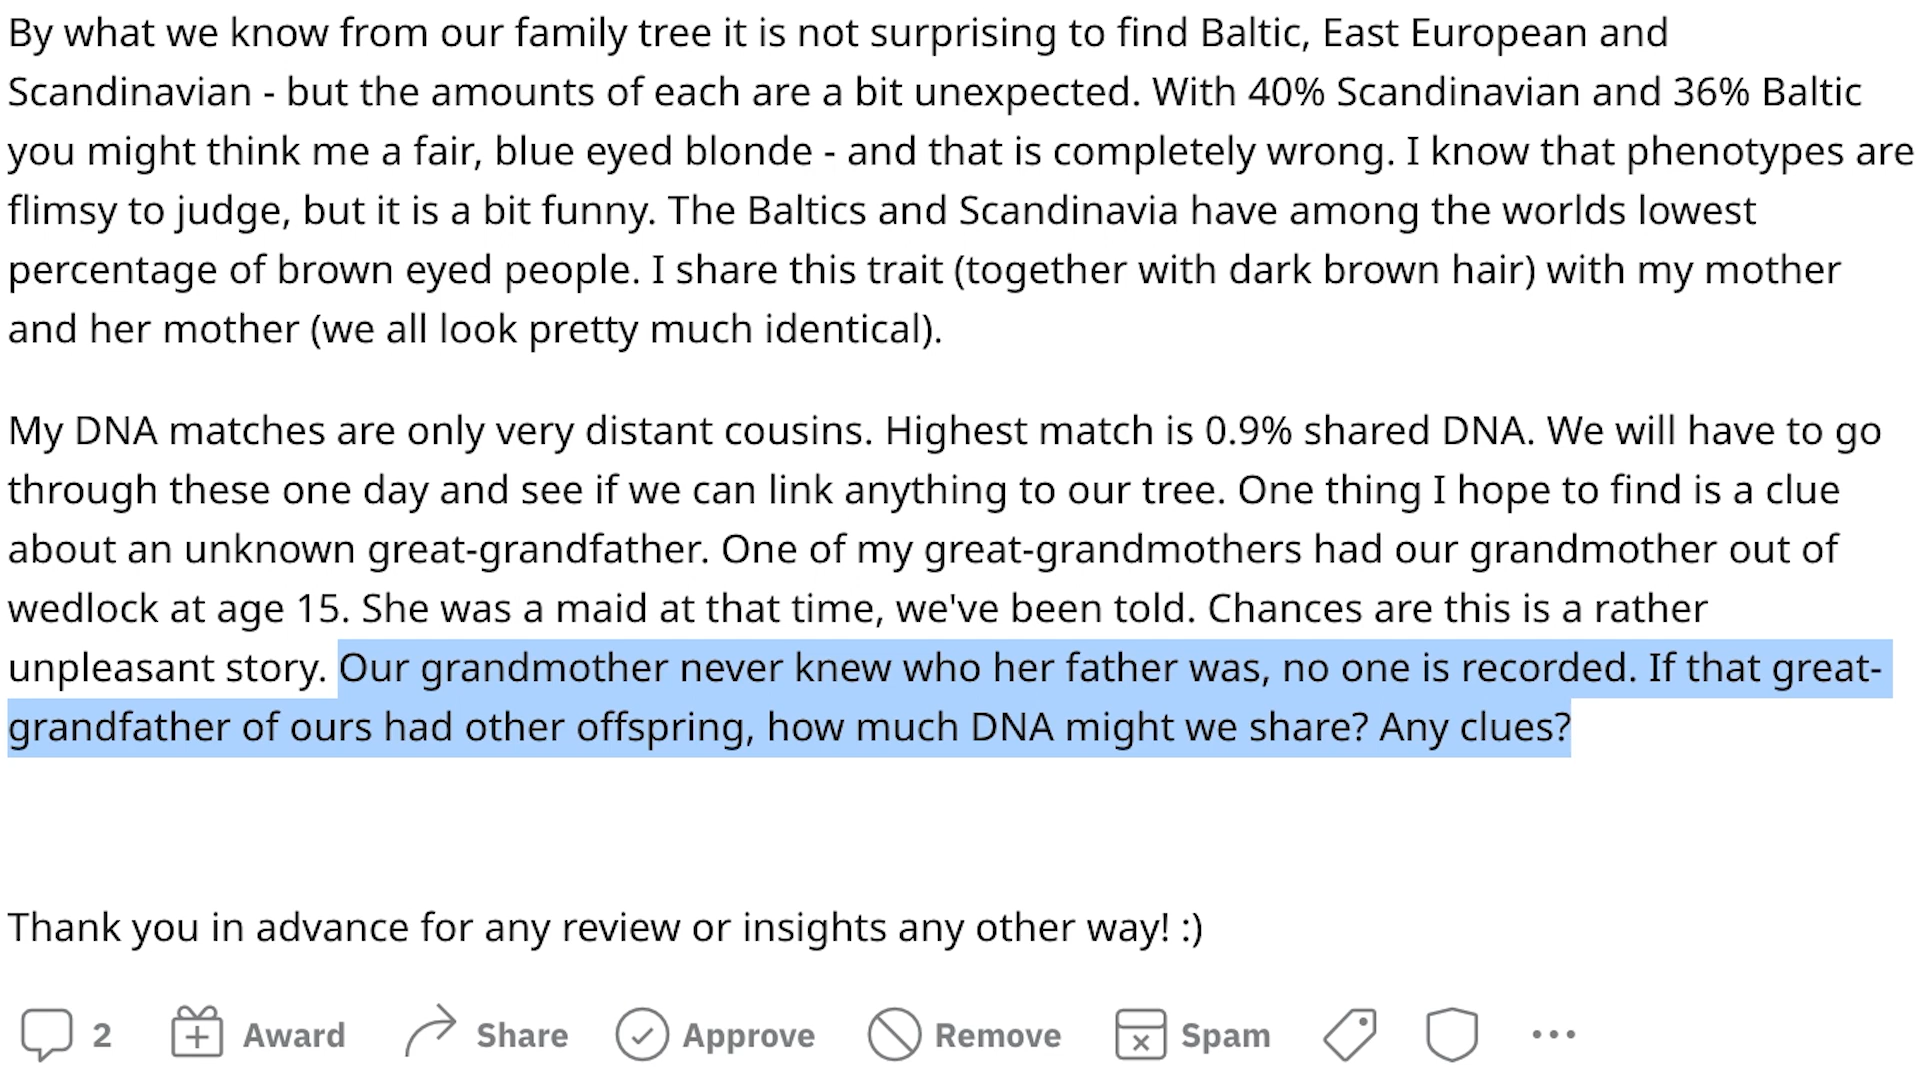 By what we know from our family tree it is not surprising to find Baltic, East European and
Scandinavian - but the amounts of each are a bit unexpected. With 40% Scandinavian and 36% Baltic
you might think me a fair, blue eyed blonde - and that is completely wrong. I know that phenotypes are
flimsy to judge, but it is a bit funny. The Baltics and Scandinavia have among the worlds lowest
percentage of brown eyed people. I share this trait (together with dark brown hair) with my mother
and her mother (we all look pretty much identical).
My DNA matches are only very distant cousins. Highest match is 0.9% shared DNA. We will have to go
through these one day and see if we can link anything to our tree. One thing I hope to find is a clue
about an unknown great-grandfather. One of my great-grandmothers had our grandmother out of
wedlock at age 15. She was a maid at that time, we've been told. Chances are this is a rather
unpleasant story. Our grandmother never knew who her father was, no one is recorded. If that great-
grandfather of ours had other offspring, how much DNA might we share? Any clues?
Thank you in advance for any review or insights any other way! :)
2 Award Share Approve Remove Spam